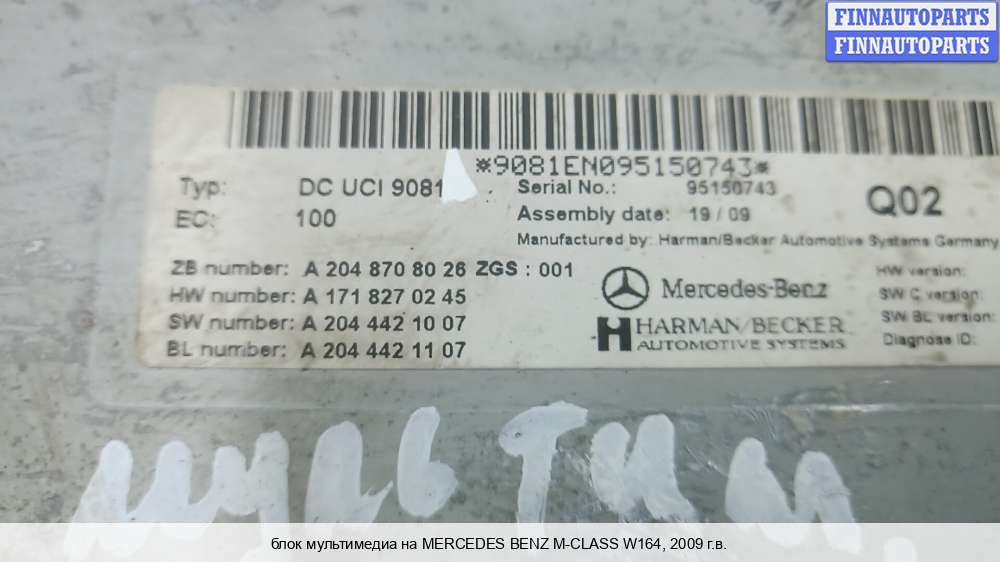 FINNAUTOPARTS
FINNAUTOPARTS
*9081EN095150743*
Typ: DC UCI 9081
Serial No.: 95150743
EC: 100
Assembly date: 19 / 09
Q02
Manufactured by: Harman/Becker Automotive Systems Germany
ZB number: A 204 870 80 26 ZGS : 001
HW number: A 171 827 02 45
SW number: A 204 442 10 07
BL number: A 204 442 11 07
Mercedes-Benz
HARMAN/BECKER
AUTOMOTIVE SYSTEMS
HW version:
SW C version:
SW BL version:
Diagnose ID:
блок мультимедиа на MERCEDES BENZ M-CLASS W164, 2009 г.в.